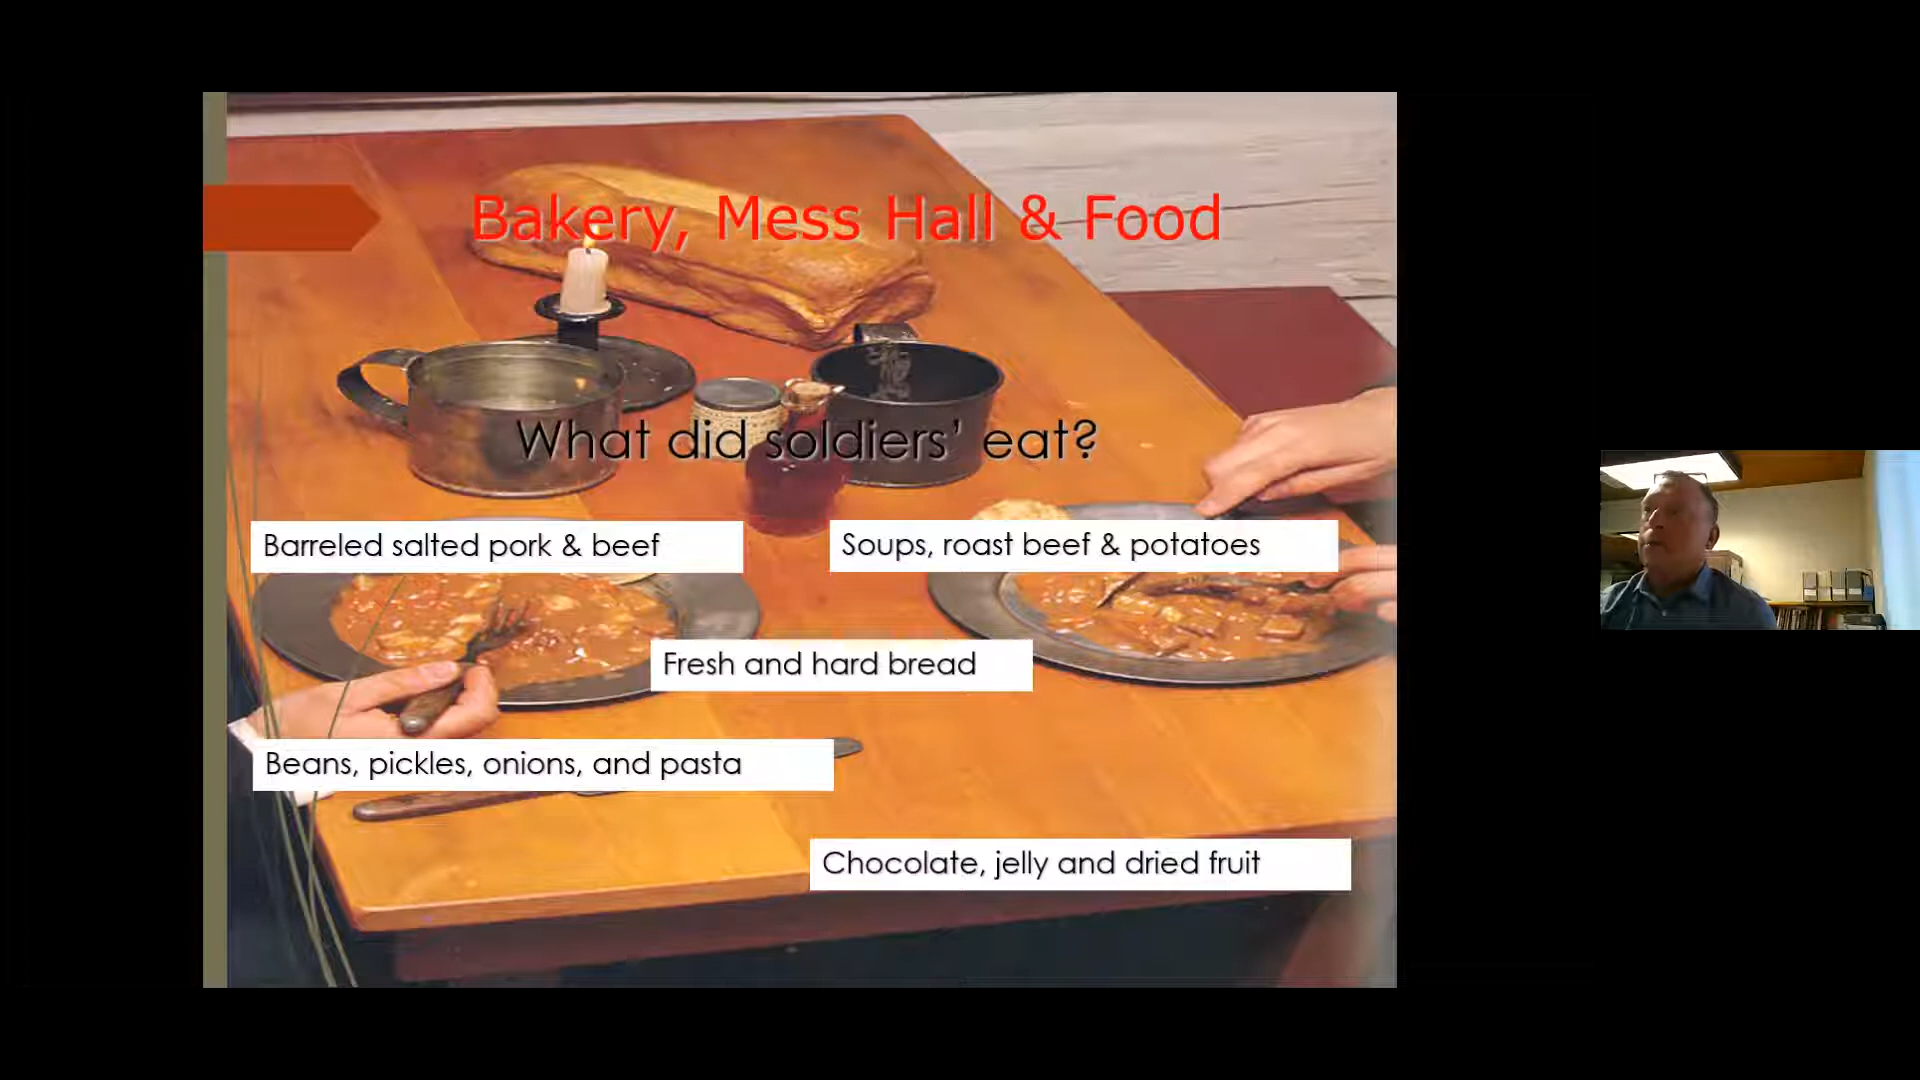 Bakery, Mess Hall & Food
What did soldiers’ eat?
Barreled salted pork & beef
Soups, roast beef & potatoes
Fresh and hard bread
Beans, pickles, onions, and pasta
Chocolate, jelly and dried fruit